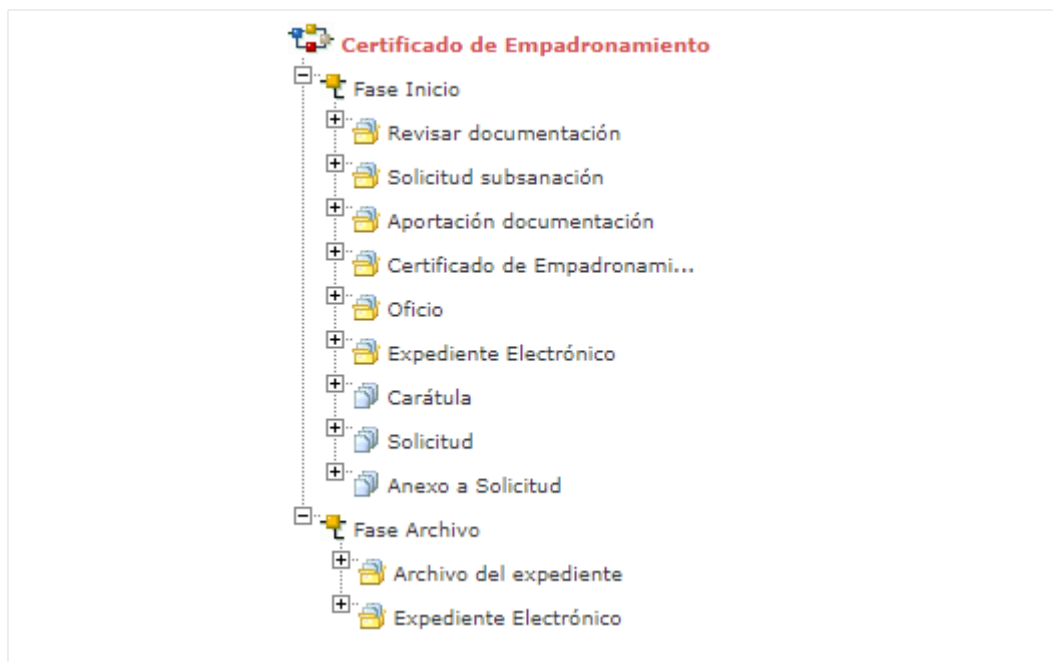 Certificado de Empadronamiento
Fase Inicio
Revisar documentación
Solicitud subsanación
Aportación documentación
Certificado de Empadronami...
Oficio
Expediente Electrónico
Carátula
Solicitud
Anexo a Solicitud
Fase Archivo
Archivo del expediente
Expediente Electrónico